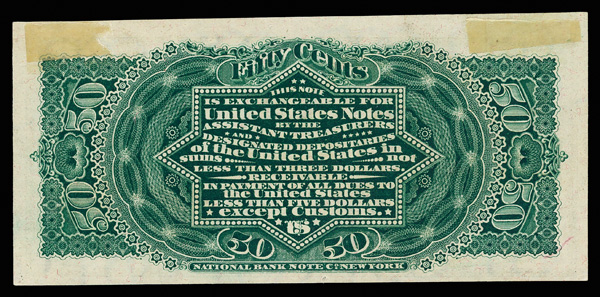 Fifty Cents
50
50
THIS NOTE
IS EXCHANGEABLE FOR
United States Notes
BY THE
ASSISTANT TREASURERS
AND
DESIGNATED DEPOSITARIES
of the United States in
sums not
LESS THAN THREE DOLLARS
RECEIVABLE
IN PAYMENT OF ALL DUES TO
the United States
LESS THAN FIVE DOLLARS
except Customs.
US
50
50
50
50
NATIONAL BANK NOTE Co. NEW YORK